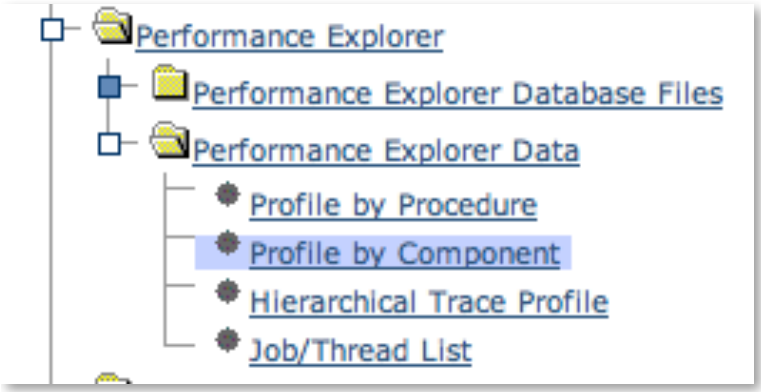 Performance Explorer
Performance Explorer Database Files
Performance Explorer Data
Profile by Procedure
Profile by Component
Hierarchical Trace Profile
Job/Thread List